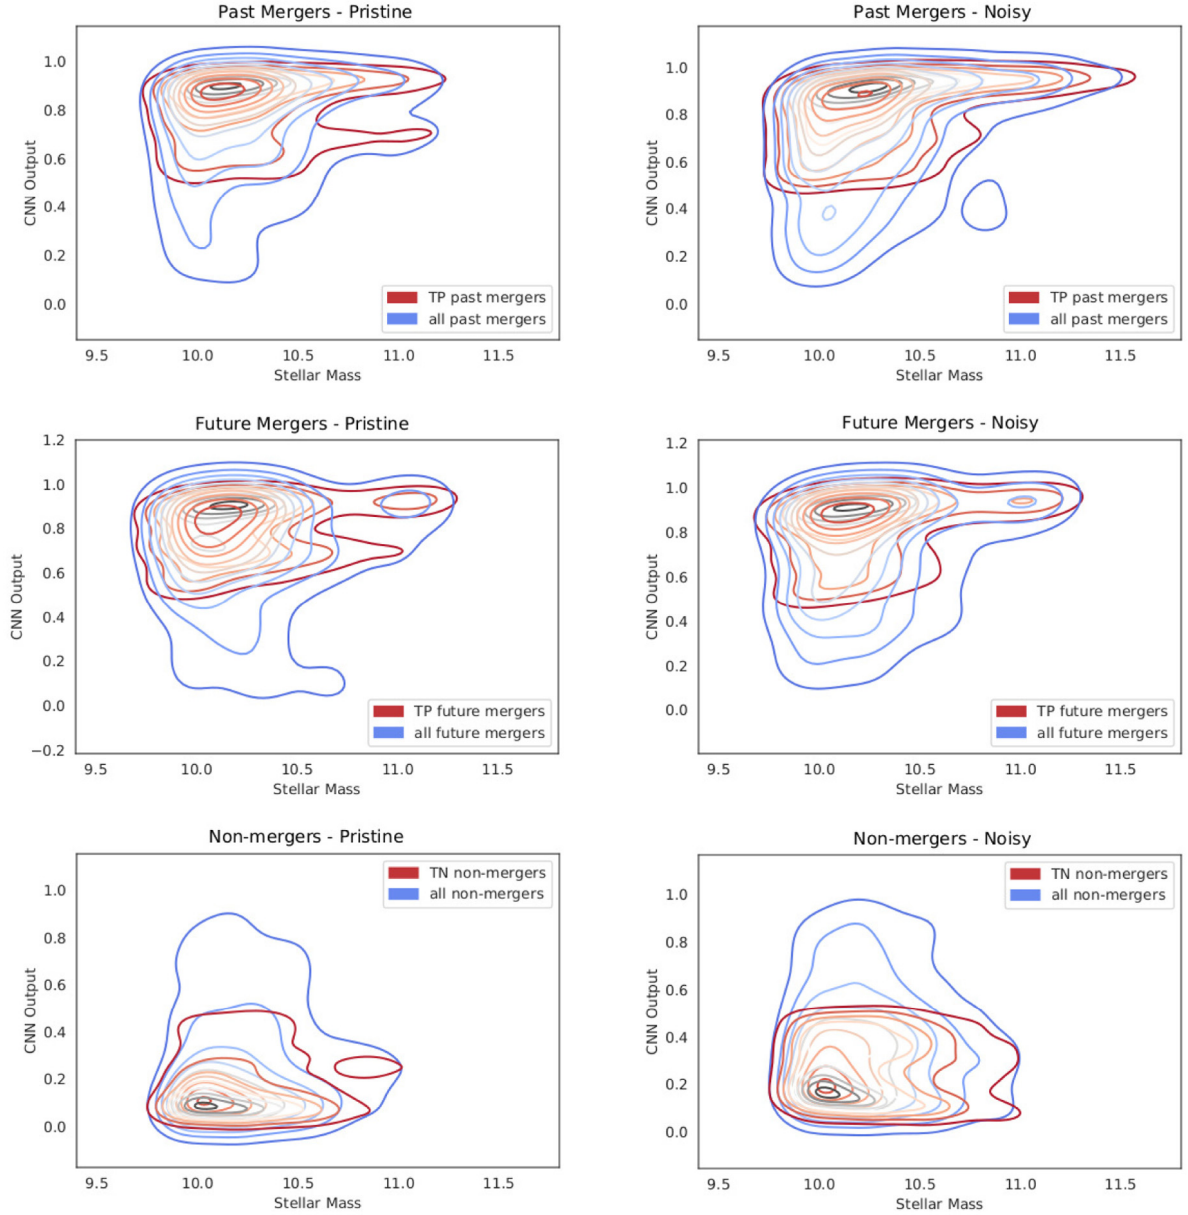 Past Mergers - Pristine
CNN Output
1.0
0.8
0.6
0.4
0.2
0.0
TP past mergers
all past mergers
9.5 10.0 10.5 11.0 11.5
Stellar Mass
Past Mergers - Noisy
CNN Output
1.0
0.8
0.6
0.4
0.2
0.0
TP past mergers
all past mergers
9.5 10.0 10.5 11.0 11.5
Stellar Mass
Future Mergers - Pristine
CNN Output
1.2
1.0
0.8
0.6
0.4
0.2
0.0
−0.2
TP future mergers
all future mergers
9.5 10.0 10.5 11.0 11.5
Stellar Mass
Future Mergers - Noisy
CNN Output
1.2
1.0
0.8
0.6
0.4
0.2
0.0
TP future mergers
all future mergers
9.5 10.0 10.5 11.0 11.5
Stellar Mass
Non-mergers - Pristine
CNN Output
TN non-mergers
all non-mergers
1.0
0.8
0.6
0.4
0.2
0.0
9.5 10.0 10.5 11.0 11.5
Stellar Mass
Non-mergers - Noisy
CNN Output
TN non-mergers
all non-mergers
1.0
0.8
0.6
0.4
0.2
0.0
9.5 10.0 10.5 11.0 11.5
Stellar Mass